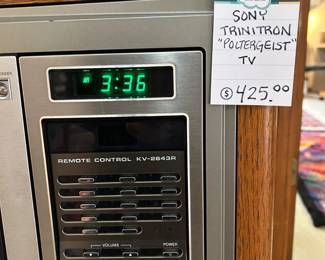 SONY
TRINITRON
"POLTERGEIST"
TV
$ 425.00
3:36
REMOTE CONTROL KV-2643R
VOLUME
POWER